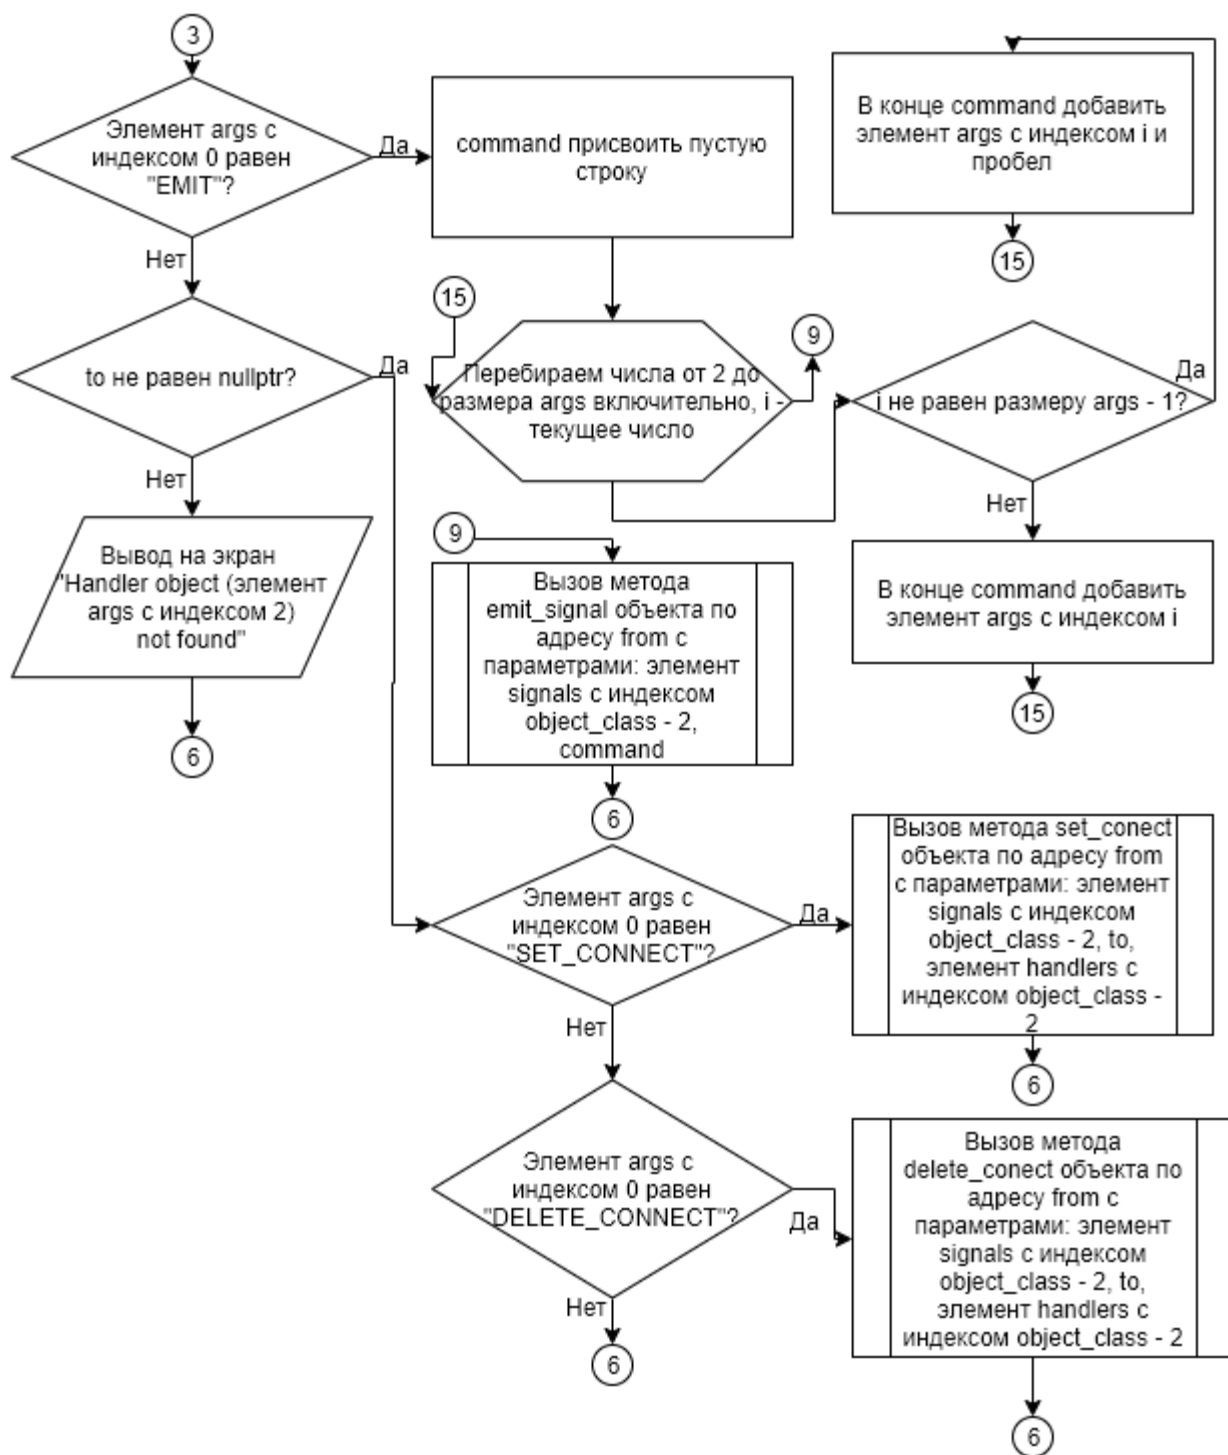 3
Элемент args с
индексом 0 равен
"EMIT"?
Да
Нет
command присвоить пустую
строку
В конце command добавить
элемент args с индексом i и
пробел
15
to не равен nullptr?
Да
Нет
15
Перебираем числа от 2 до
размера args включительно, i -
текущее число
9
i не равен размеру args - 1?
Да
Нет
Вывод на экран
"Handler object (элемент
args с индексом 2)
not found"
6
9
Вызов метода
emit_signal объекта по
адресу from с
параметрами: элемент
signals с индексом
object_class - 2,
command
6
В конце command добавить
элемент args с индексом i
15
Элемент args с
индексом 0 равен
"SET_CONNECT"?
Да
Нет
Вызов метода set_conect
объекта по адресу from
с параметрами: элемент
signals с индексом
object_class - 2, to,
элемент handlers с
индексом object_class -
2
6
Элемент args с
индексом 0 равен
"DELETE_CONNECT"?
Да
Нет
6
Вызов метода
delete_conect объекта по
адресу from с
параметрами: элемент
signals с индексом
object_class - 2, to,
элемент handlers с
индексом object_class - 2
6